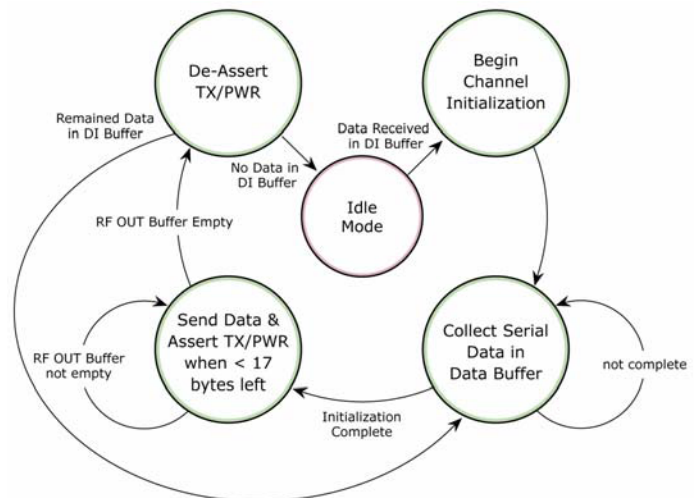 De-Assert
TX/PWR
Begin
Channel
Initialization
Remained Data
in DI Buffer
Data Received
in DI Buffer
No Data in
DI Buffer
Idle
Mode
RF OUT Buffer Empty
Send Data &
Assert TX/PWR
when < 17
bytes left
Collect Serial
Data in
Data Buffer
RF OUT Buffer
not empty
not complete
Initialization
Complete